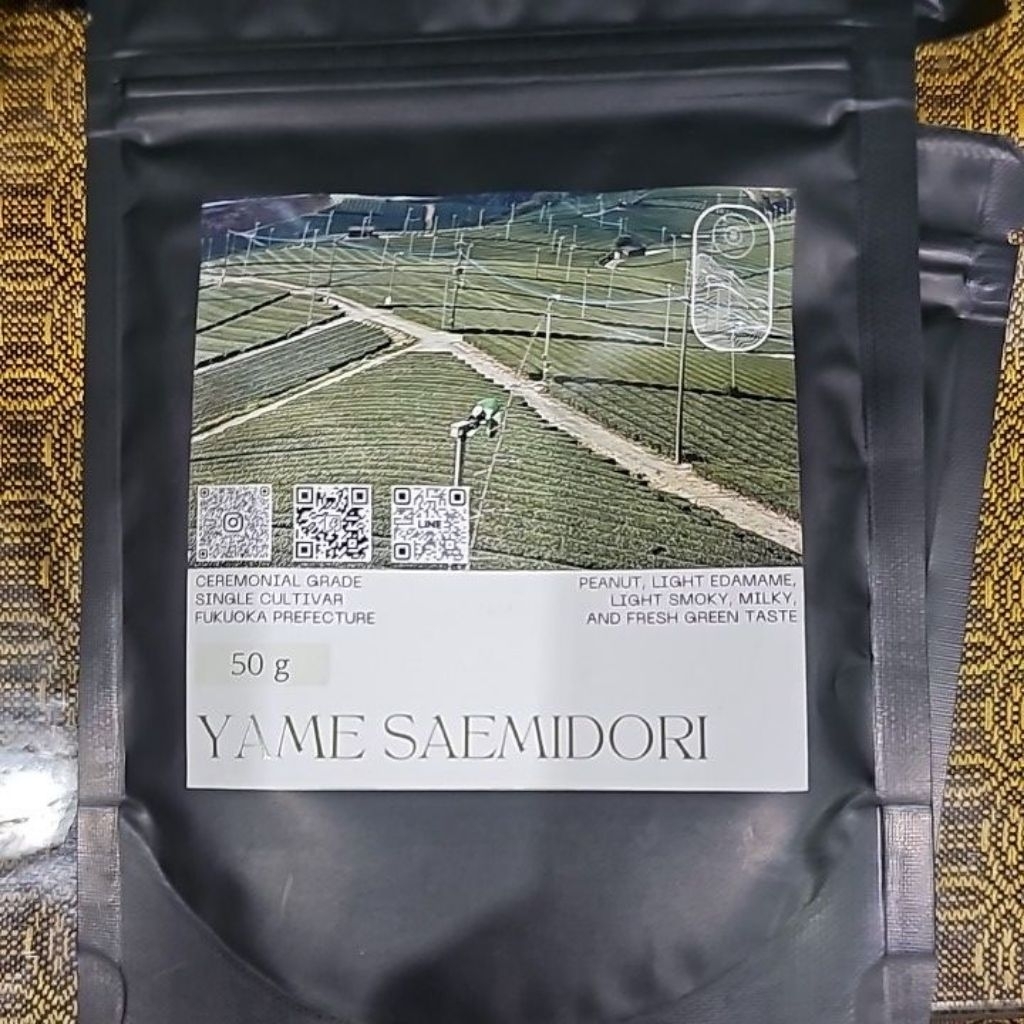 LINE
CEREMONIAL GRADE
SINGLE CULTIVAR
FUKUOKA PREFECTURE
PEANUT, LIGHT EDAMAME,
LIGHT SMOKY, MILKY,
AND FRESH GREEN TASTE
50 g
YAME SAEMIDORI